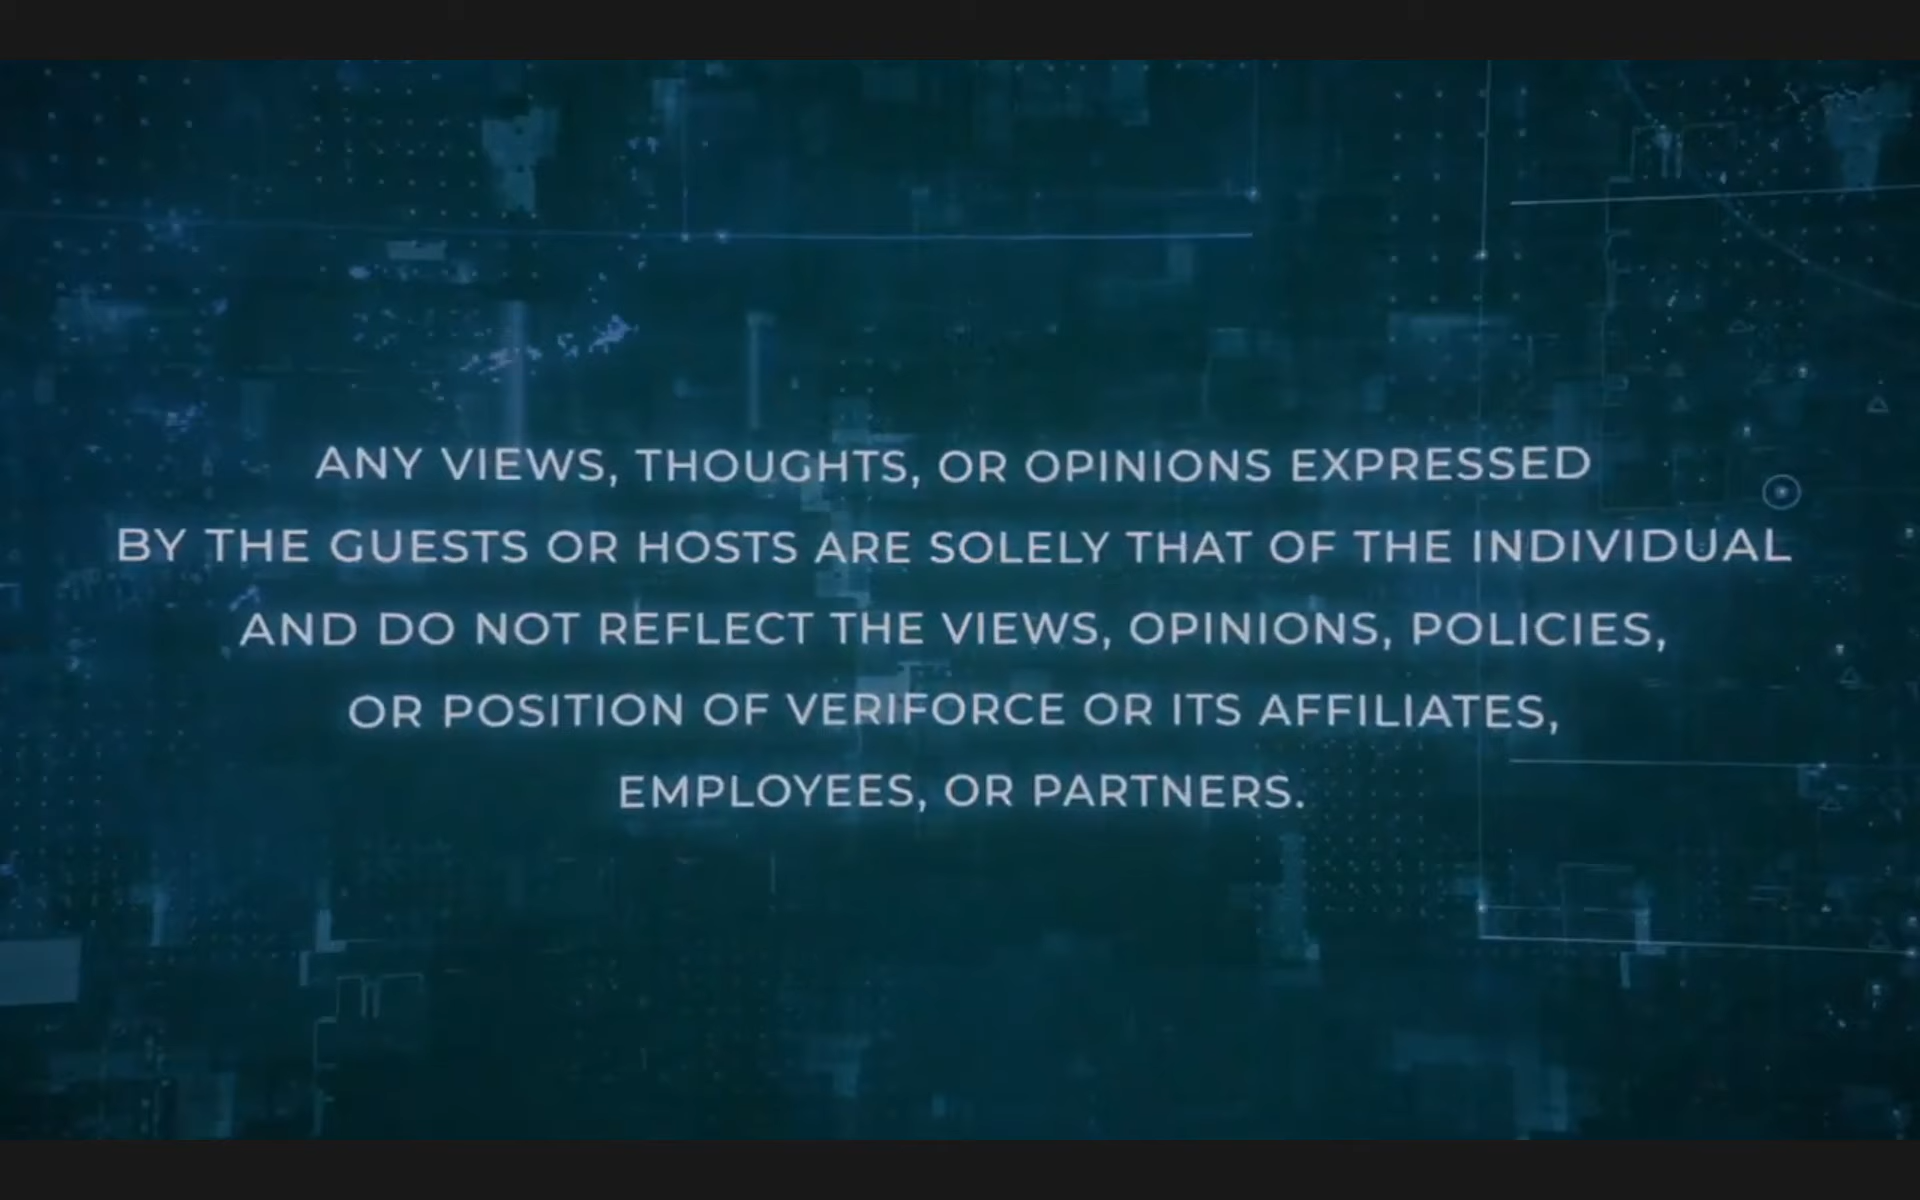 ANY VIEWS, THOUGHTS, OR OPINIONS EXPRESSED
BY THE GUESTS OR HOSTS ARE SOLELY THAT OF THE INDIVIDUAL
AND DO NOT REFLECT THE VIEWS, OPINIONS, POLICIES,
OR POSITION OF VERIFORCE OR ITS AFFILIATES,
EMPLOYEES, OR PARTNERS.